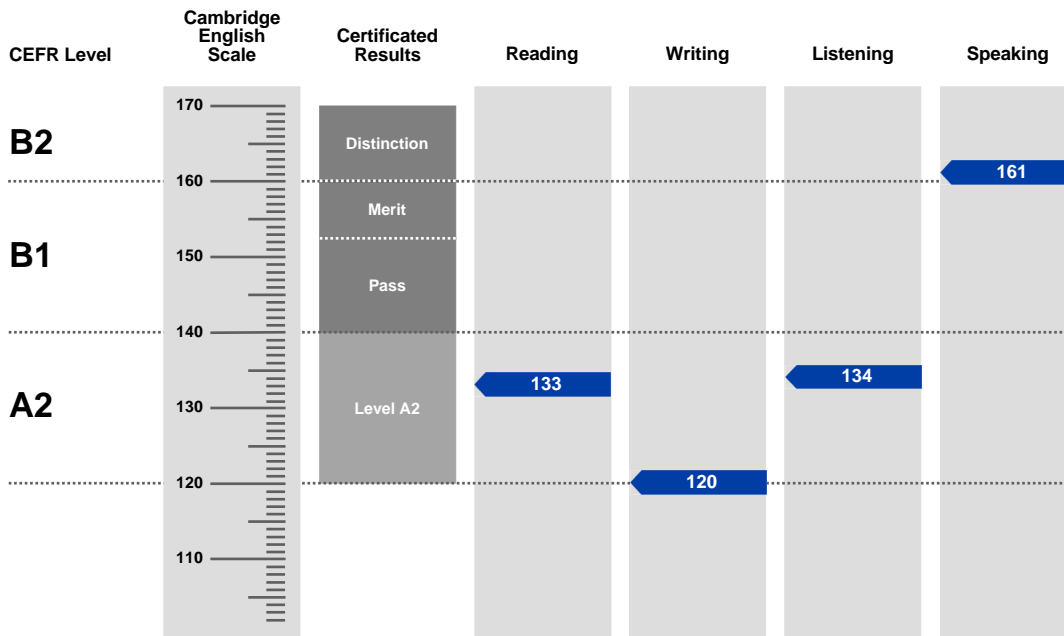 CEFR Level
Cambridge
English
Scale
Certificated
Results
Reading
Writing
Listening
Speaking
170
B2
Distinction
161
160
Merit
B1
150
Pass
140
133
134
A2
130
Level A2
120
120
110